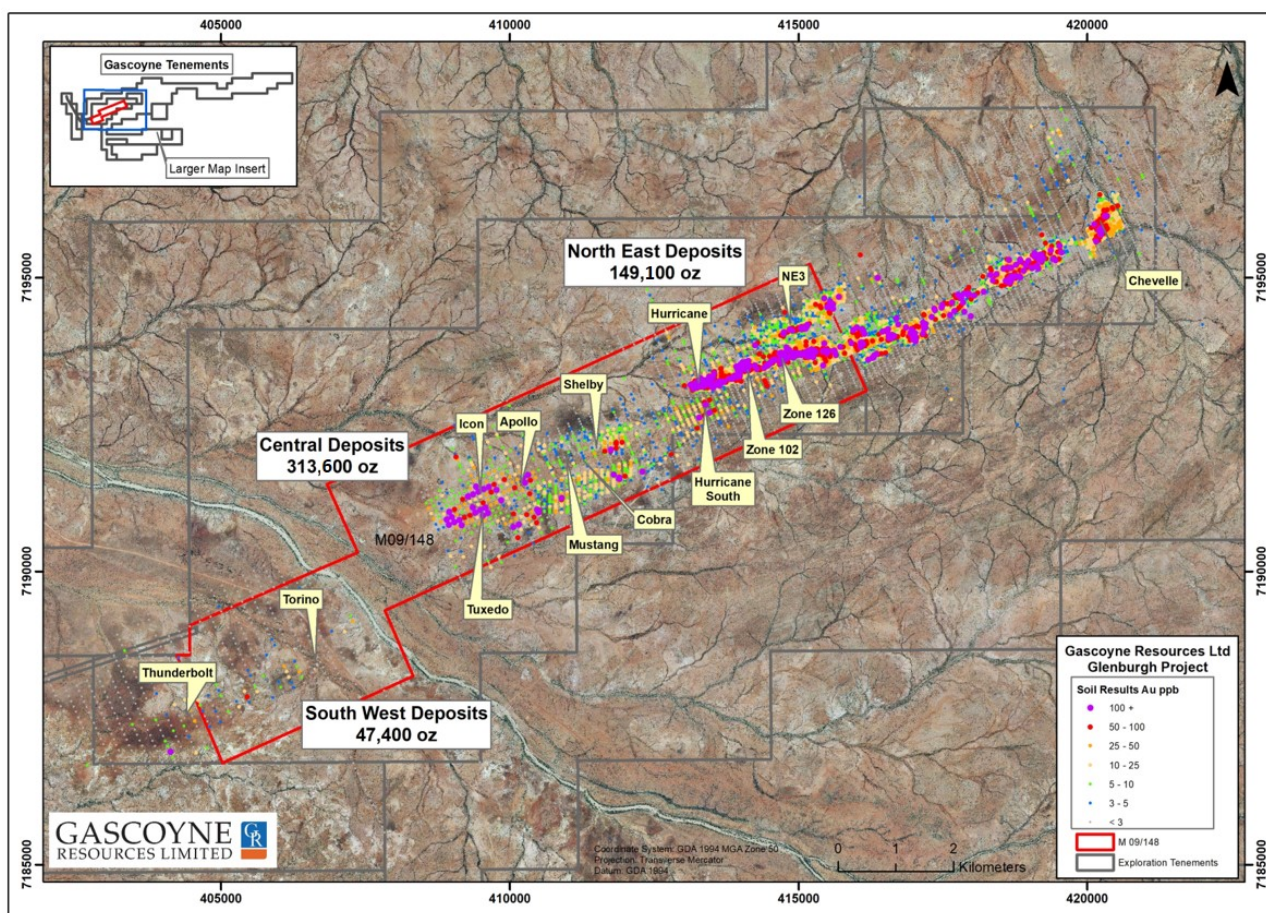 405000
410000
415000
420000
Gascoyne Tenements
Larger Map Insert
7195000
7195000
North East Deposits
149,100 oz
NE3
Chevelle
Hurricane
Shelby
Zone 126
Icon
Apollo
Central Deposits
313,600 oz
Zone 102
Hurricane
South
Cobra
M09/148
Mustang
7190000
7190000
Tuxedo
Torino
Thunderbolt
South West Deposits
47,400 oz
Gascoyne Resources Ltd
Glenburgh Project
Soil Results Au ppb
100 +
50 - 100
25 - 50
10 - 25
5 - 10
3 - 5
< 3
M 09/148
Exploration Tenements
GASCOYNE
RESOURCES LIMITED
GR
Coordinate System: GDA 1994 MGA Zone 50
Projection: Transverse Mercator
Datum: GDA 1994
0 1 2
Kilometers
7185000
7185000
405000
410000
415000
420000